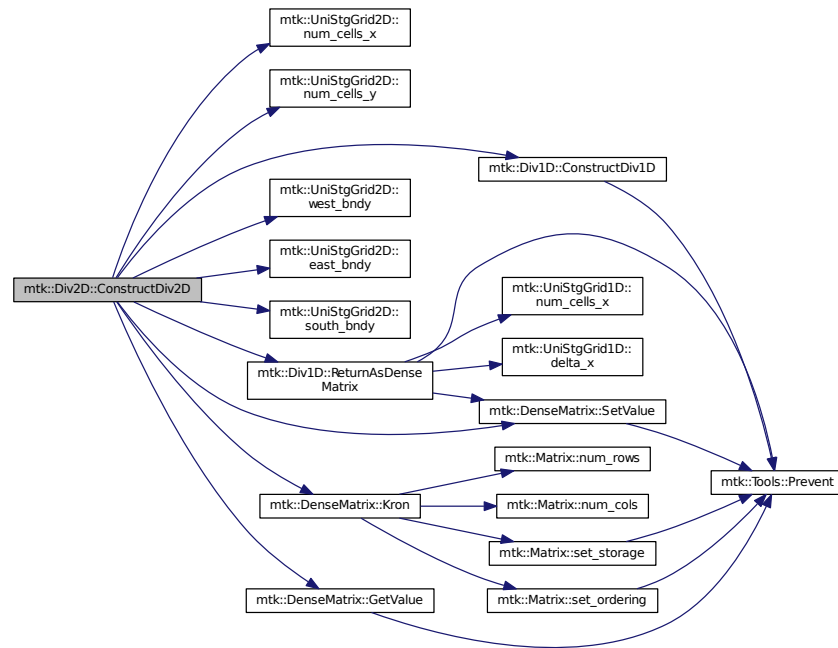 mtk::UniStgGrid2D::
num_cells_x
mtk::UniStgGrid2D::
num_cells_y
mtk::Div1D::ConstructDiv1D
mtk::UniStgGrid2D::
west_bndy
mtk::UniStgGrid2D::
east_bndy
mtk::Div2D::ConstructDiv2D
mtk::UniStgGrid1D::
num_cells_x
mtk::UniStgGrid2D::
south_bndy
mtk::UniStgGrid1D::
delta_x
mtk::Div1D::ReturnAsDense
Matrix
mtk::DenseMatrix::SetValue
mtk::Matrix::num_rows
mtk::Tools::Prevent
mtk::DenseMatrix::Kron
mtk::Matrix::num_cols
mtk::Matrix::set_storage
mtk::DenseMatrix::GetValue
mtk::Matrix::set_ordering